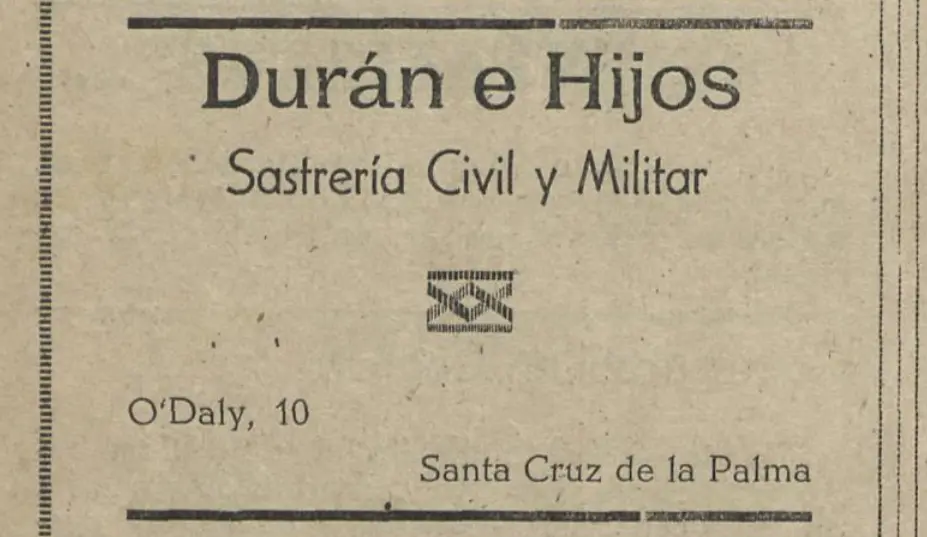 Durán e Hijos
Sastrería Civil y Militar
O'Daly, 10
Santa Cruz de la Palma